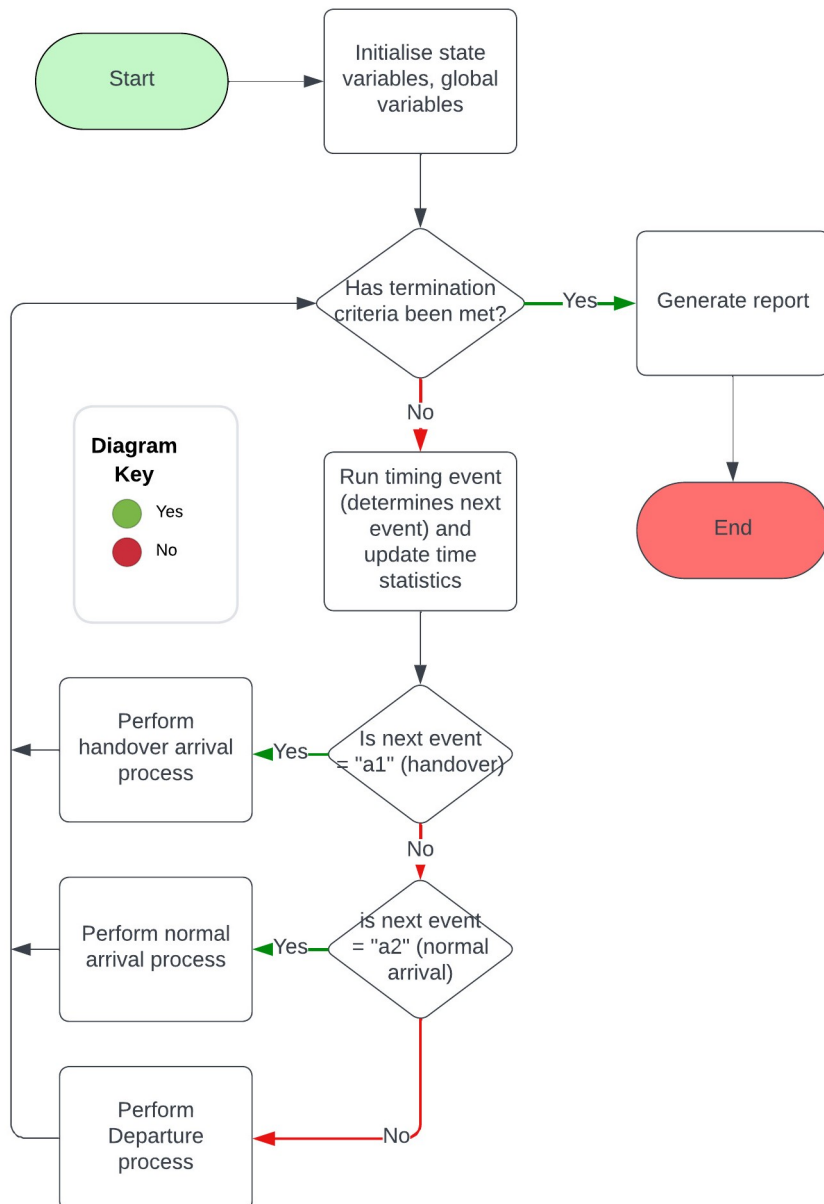 Start
Initialise state
variables, global
variables
Has termination
criteria been met?
Yes
Generate report
No
Diagram
Key
Yes
No
Run timing event
(determines next
event) and
update time
statistics
End
Perform
handover arrival
process
Yes
Is next event
= "a1" (handover)
No
Perform normal
arrival process
Yes
is next event
= "a2" (normal
arrival)
Perform
Departure
process
No